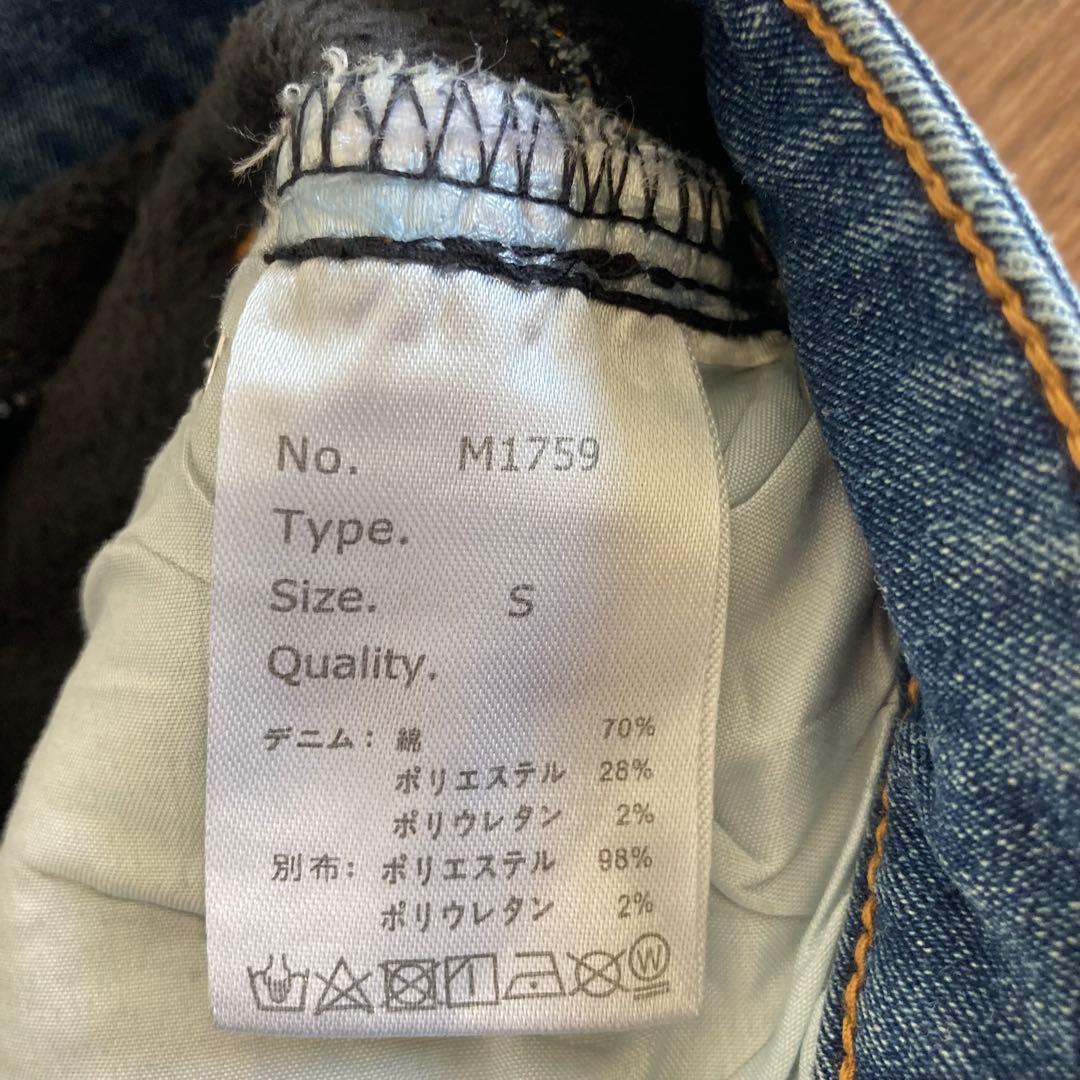 No. M1759
Type.
Size. S
Quality.
デニム: 綿 70%
ポリエステル 28%
ポリウレタン 2%
別布: ポリエステル 98%
ポリウレタン 2%
W